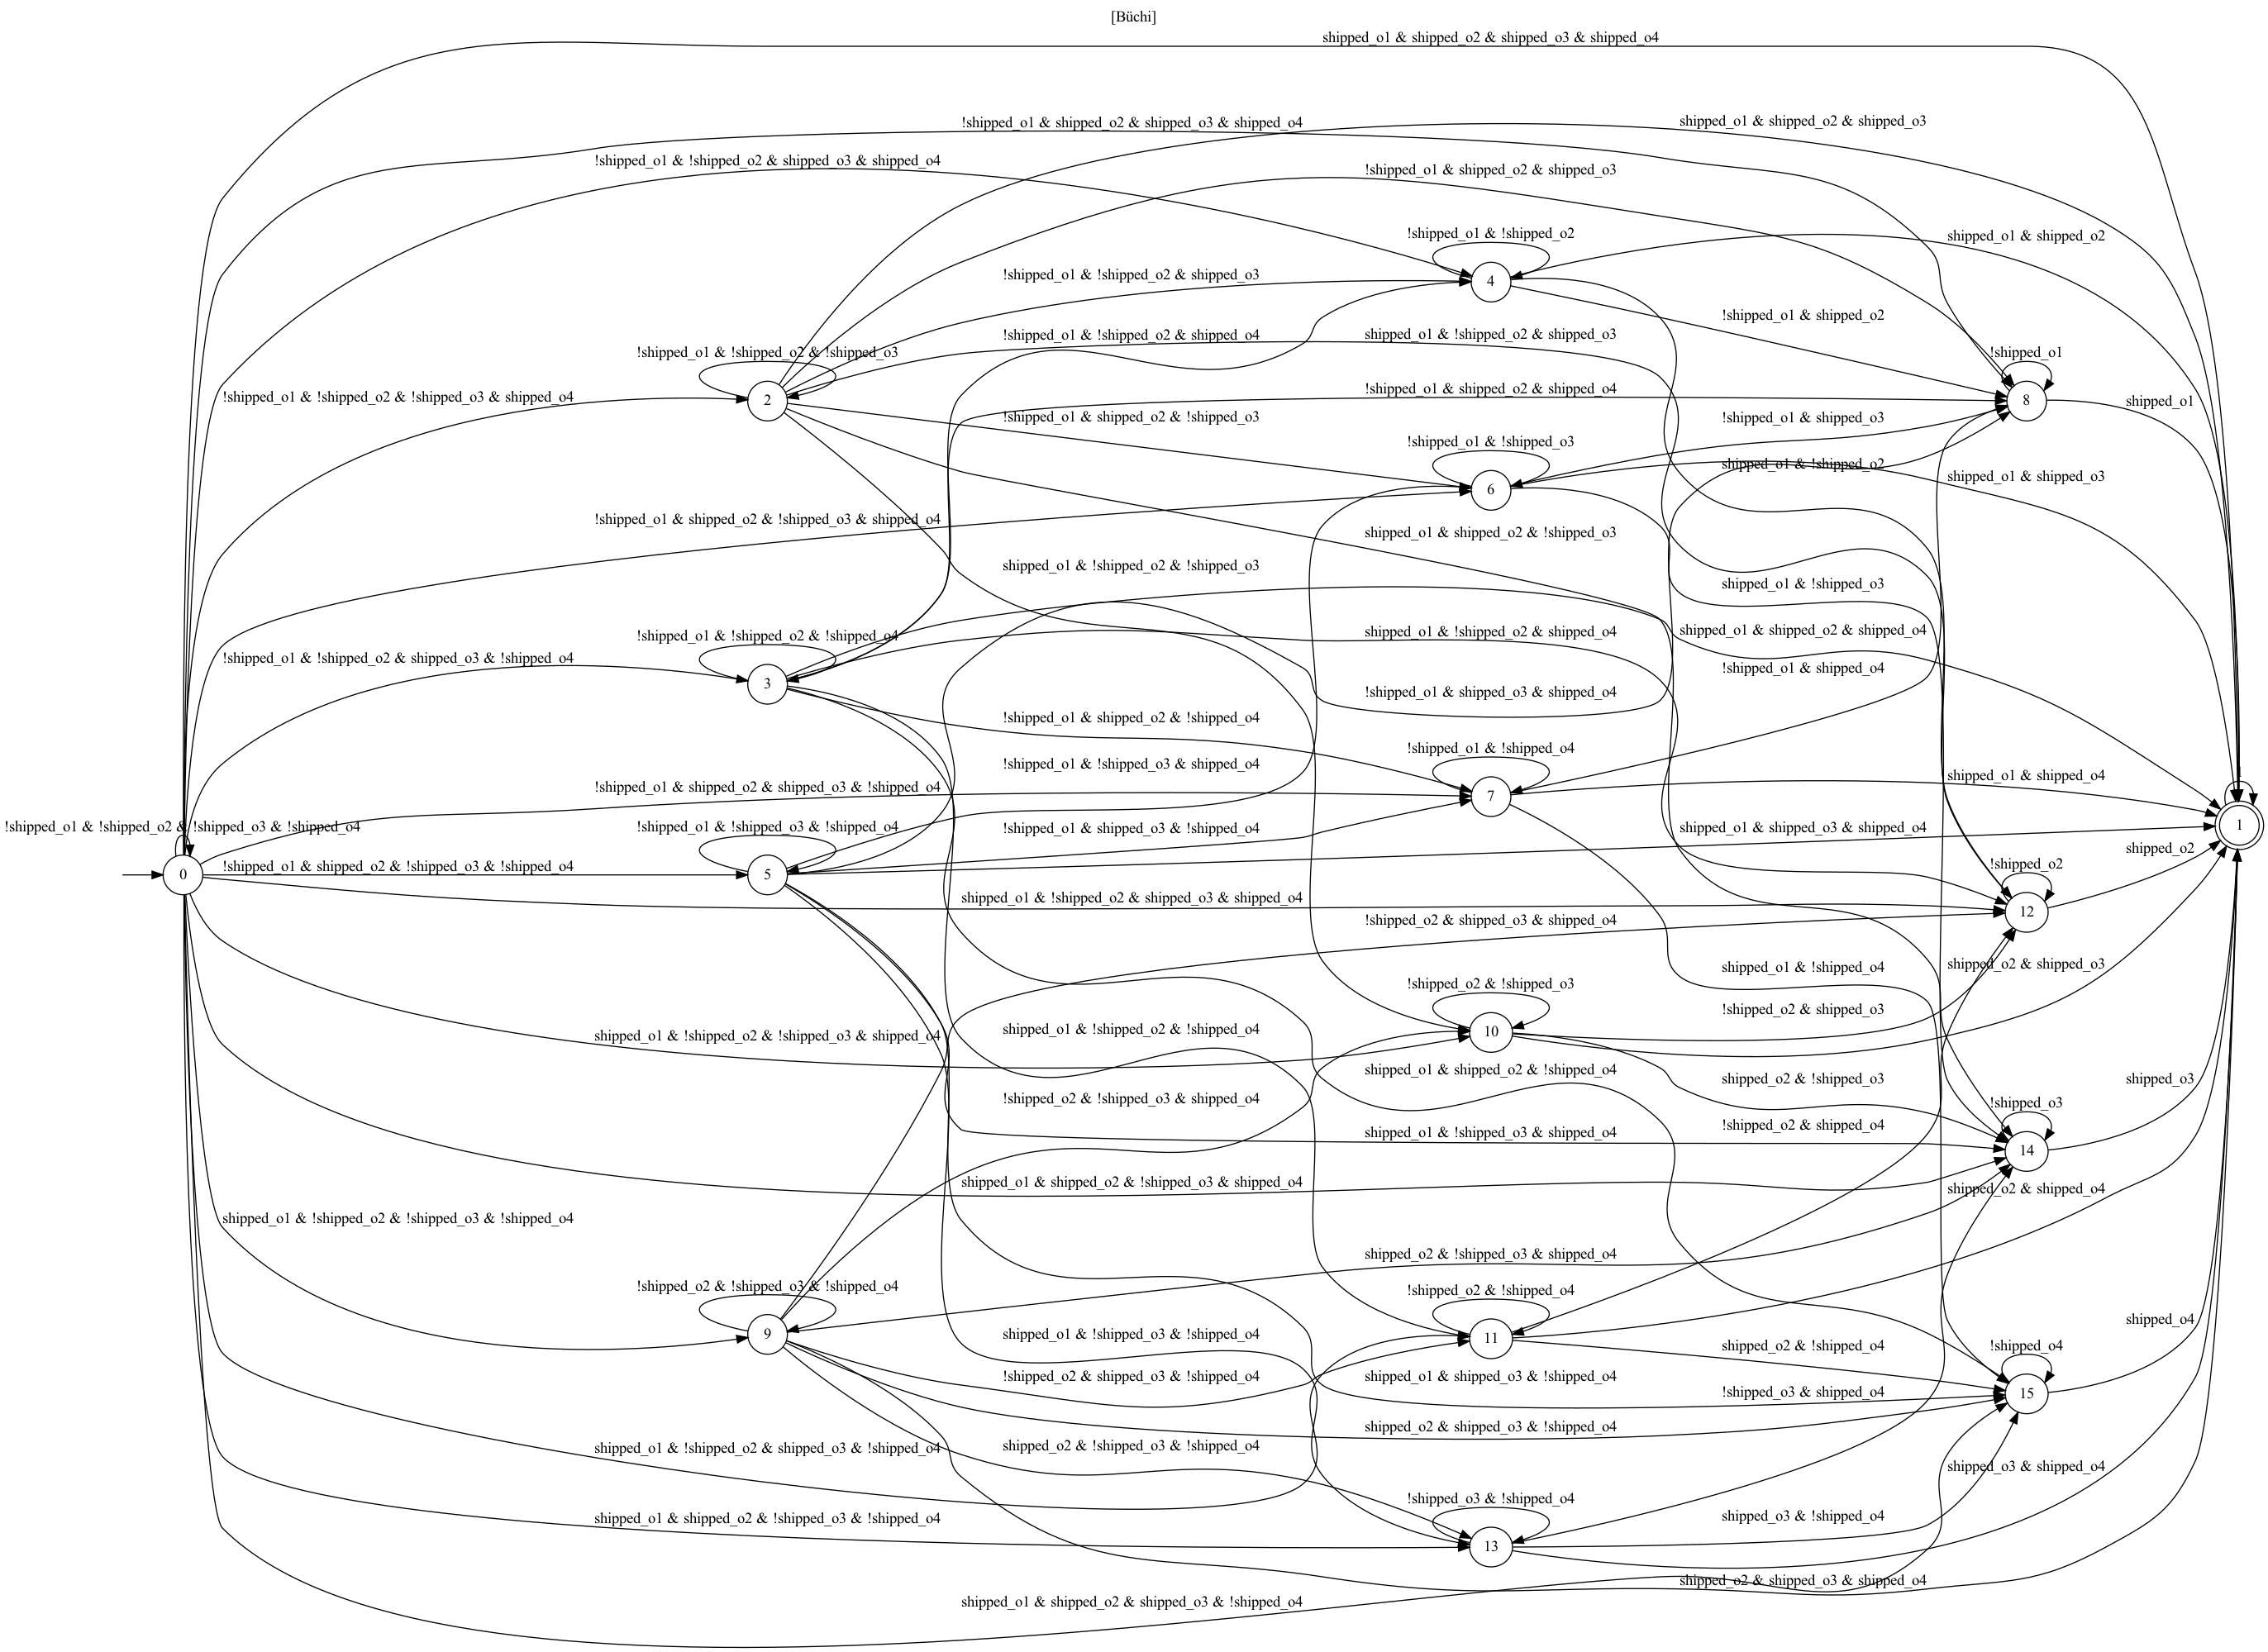 [Büchi]
shipped_o1 & shipped_o2 & shipped_o3 & shipped_o4
shipped_o1 & shipped_o2 & shipped_o3
!shipped_o1 & shipped_o2 & shipped_o3 & shipped_o4
!shipped_o1 & !shipped_o2 & shipped_o3 & shipped_o4
!shipped_o1 & shipped_o2 & shipped_o3
!shipped_o1 & !shipped_o2
shipped_o1 & shipped_o2
!shipped_o1 & !shipped_o2 & shipped_o3
4
!shipped_o1 & shipped_o2
!shipped_o1 & !shipped_o2 & shipped_o4
shipped_o1 & !shipped_o2 & shipped_o3
!shipped_o1 & !shipped_o2 & !shipped_o3
!shipped_o1
!shipped_o1 & shipped_o2 & shipped_o4
!shipped_o1 & !shipped_o2 & !shipped_o3 & shipped_o4
2
8
shipped_o1
!shipped_o1 & shipped_o2 & !shipped_o3
!shipped_o1 & shipped_o3
!shipped_o1 & !shipped_o3
shipped_o1 & !shipped_o2
shipped_o1 & shipped_o3
6
!shipped_o1 & shipped_o2 & !shipped_o3 & shipped_o4
shipped_o1 & shipped_o2 & !shipped_o3
shipped_o1 & !shipped_o2 & !shipped_o3
shipped_o1 & !shipped_o3
shipped_o1 & shipped_o2 & shipped_o4
shipped_o1 & !shipped_o2 & shipped_o4
!shipped_o1 & !shipped_o2 & !shipped_o4
!shipped_o1 & !shipped_o2 & shipped_o3 & !shipped_o4
!shipped_o1 & shipped_o4
3
!shipped_o1 & shipped_o3 & shipped_o4
!shipped_o1 & shipped_o2 & !shipped_o4
!shipped_o1 & !shipped_o4
!shipped_o1 & !shipped_o3 & shipped_o4
shipped_o1 & shipped_o4
!shipped_o1 & shipped_o2 & shipped_o3 & !shipped_o4
7
!shipped_o1 & !shipped_o2 & !shipped_o3 & !shipped_o4
!shipped_o1 & !shipped_o3 & !shipped_o4
!shipped_o1 & shipped_o3 & !shipped_o4
shipped_o1 & shipped_o3 & shipped_o4
1
shipped_o2
!shipped_o2
!shipped_o1 & shipped_o2 & !shipped_o3 & !shipped_o4
0
5
shipped_o1 & !shipped_o2 & shipped_o3 & shipped_o4
12
!shipped_o2 & shipped_o3 & shipped_o4
shipped_o2 & shipped_o3
shipped_o1 & !shipped_o4
!shipped_o2 & !shipped_o3
!shipped_o2 & shipped_o3
10
shipped_o1 & !shipped_o2 & !shipped_o4
shipped_o1 & !shipped_o2 & !shipped_o3 & shipped_o4
shipped_o1 & shipped_o2 & !shipped_o4
shipped_o2 & !shipped_o3
shipped_o3
!shipped_o2 & !shipped_o3 & shipped_o4
!shipped_o3
!shipped_o2 & shipped_o4
shipped_o1 & !shipped_o3 & shipped_o4
14
shipped_o1 & shipped_o2 & !shipped_o3 & shipped_o4
shipped_o2 & shipped_o4
shipped_o1 & !shipped_o2 & !shipped_o3 & !shipped_o4
shipped_o2 & !shipped_o3 & shipped_o4
!shipped_o2 & !shipped_o3 & !shipped_o4
!shipped_o2 & !shipped_o4
shipped_o4
9
11
shipped_o1 & !shipped_o3 & !shipped_o4
shipped_o2 & !shipped_o4
!shipped_o4
!shipped_o2 & shipped_o3 & !shipped_o4
shipped_o1 & shipped_o3 & !shipped_o4
!shipped_o3 & shipped_o4
15
shipped_o2 & shipped_o3 & !shipped_o4
shipped_o1 & !shipped_o2 & shipped_o3 & !shipped_o4
shipped_o2 & !shipped_o3 & !shipped_o4
shipped_o3 & shipped_o4
!shipped_o3 & !shipped_o4
shipped_o1 & shipped_o2 & !shipped_o3 & !shipped_o4
shipped_o3 & !shipped_o4
13
shipped_o2 & shipped_o3 & shipped_o4
shipped_o1 & shipped_o2 & shipped_o3 & !shipped_o4